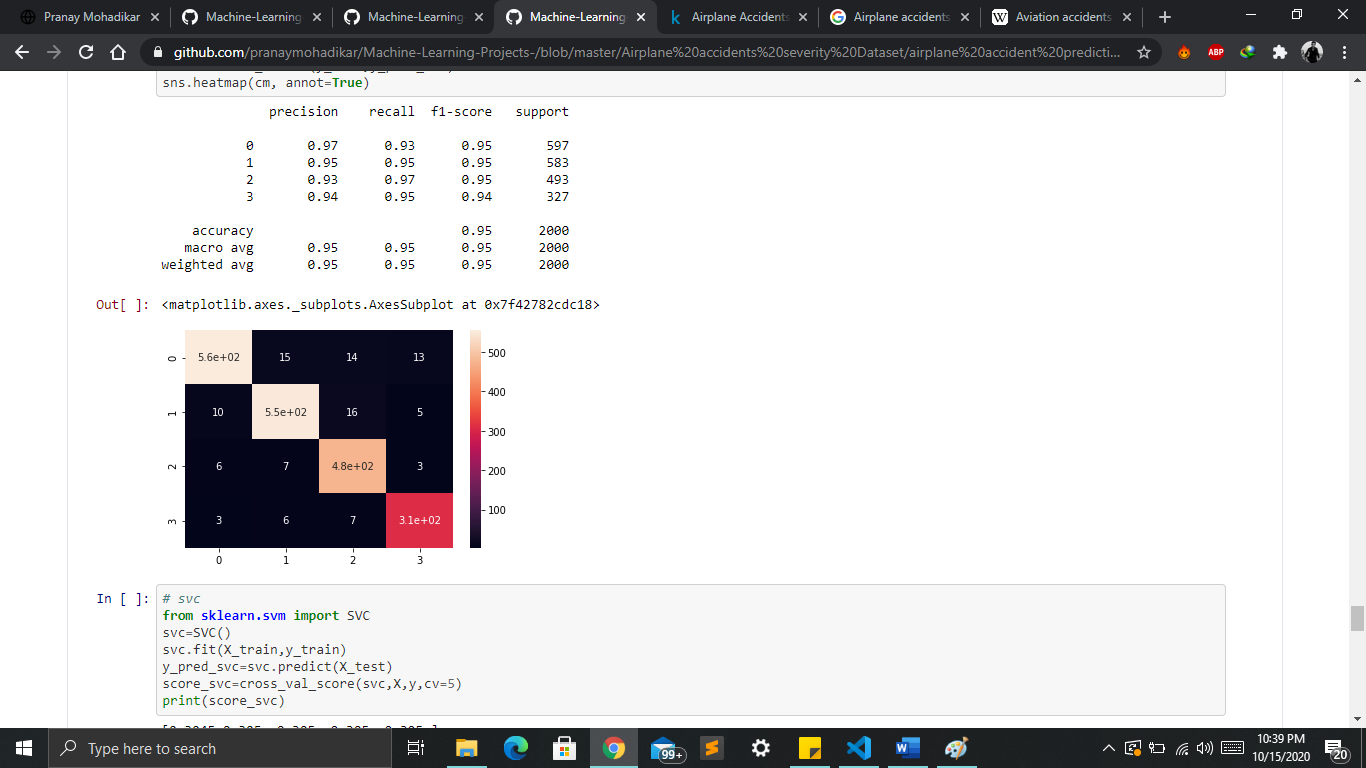 Pranay Mohadikar
Machine-Learning
Machine-Learning
Machine-Learning
Airplane Accidents
Airplane accidents
Aviation accidents
github.com/pranaymohadikar/Machine-Learning-Projects-/blob/master/Airplane%20accidents%20severity%20Dataset/airplane%20accident%20predicti...
ABP
sns.heatmap(cm, annot=True)
precision recall f1-score support
0 0.97 0.93 0.95 597
1 0.95 0.95 0.95 583
2 0.93 0.97 0.95 493
3 0.94 0.95 0.94 327
accuracy 0.95 2000
macro avg 0.95 0.95 0.95 2000
weighted avg 0.95 0.95 0.95 2000
Out[ ]: <matplotlib.axes._subplots.AxesSubplot at 0x7f42782cdc18>
0 5.6e+02 15 14 13
1 10 5.5e+02 16 5
2 6 7 4.8e+02 3
3 3 6 7 3.1e+02
0 1 2 3
500
400
300
200
100
In [ ]: # svc
from sklearn.svm import SVC
svc=SVC()
svc.fit(X_train,y_train)
y_pred_svc=svc.predict(X_test)
score_svc=cross_val_score(svc,X,y,cv=5)
print(score_svc)
Type here to search
99+
10:39 PM
10/15/2020
20